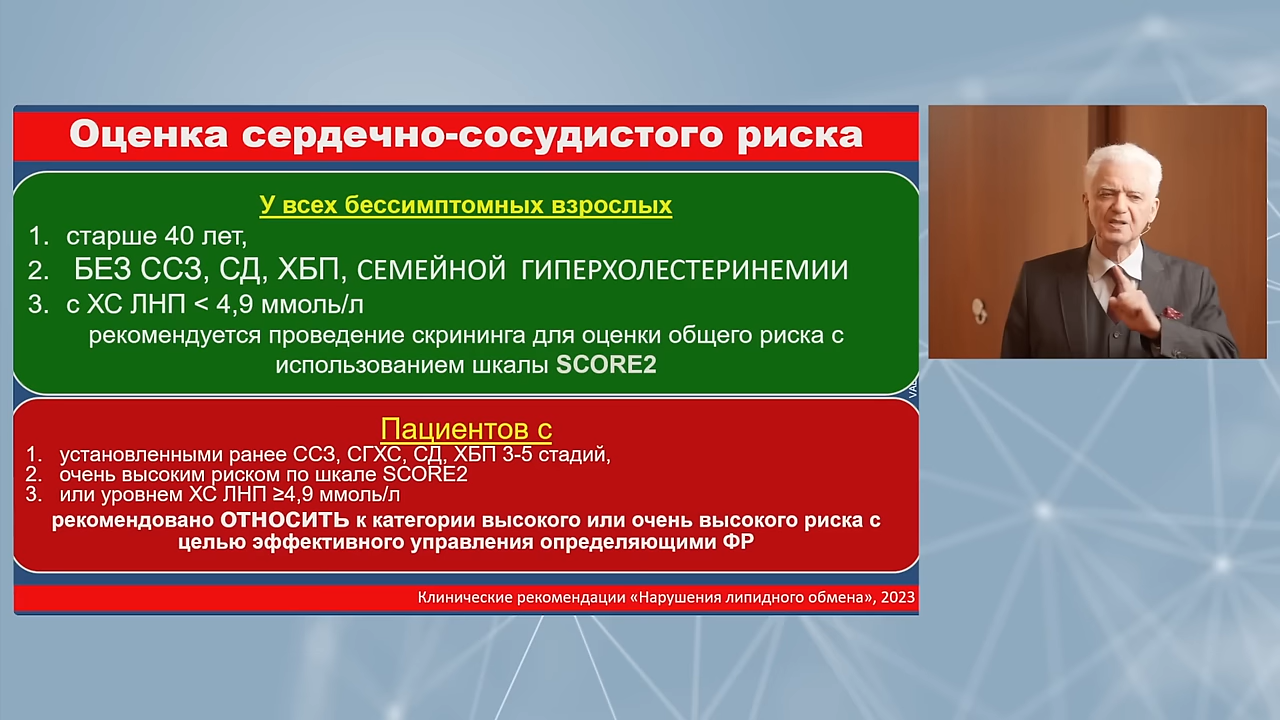 Оценка сердечно-сосудистого риска
У всех бессимптомных взрослых
1. старше 40 лет,
2. БЕЗ ССЗ, СД, ХБП, СЕМЕЙНОЙ ГИПЕРХОЛЕСТЕРИНЕМИИ
3. с ХС ЛНП < 4,9 ммоль/л
рекомендуется проведение скрининга для оценки общего риска с
использованием шкалы SCORE2
Пациентов с
1. установленными ранее ССЗ, СГХС, СД, ХБП 3-5 стадий,
2. очень высоким риском по шкале SCORE2
3. или уровнем ХС ЛНП ≥4,9 ммоль/л
рекомендовано ОТНОСИТЬ к категории высокого или очень высокого риска с
целью эффективного управления определяющими ФР
Клинические рекомендации «Нарушения липидного обмена», 2023